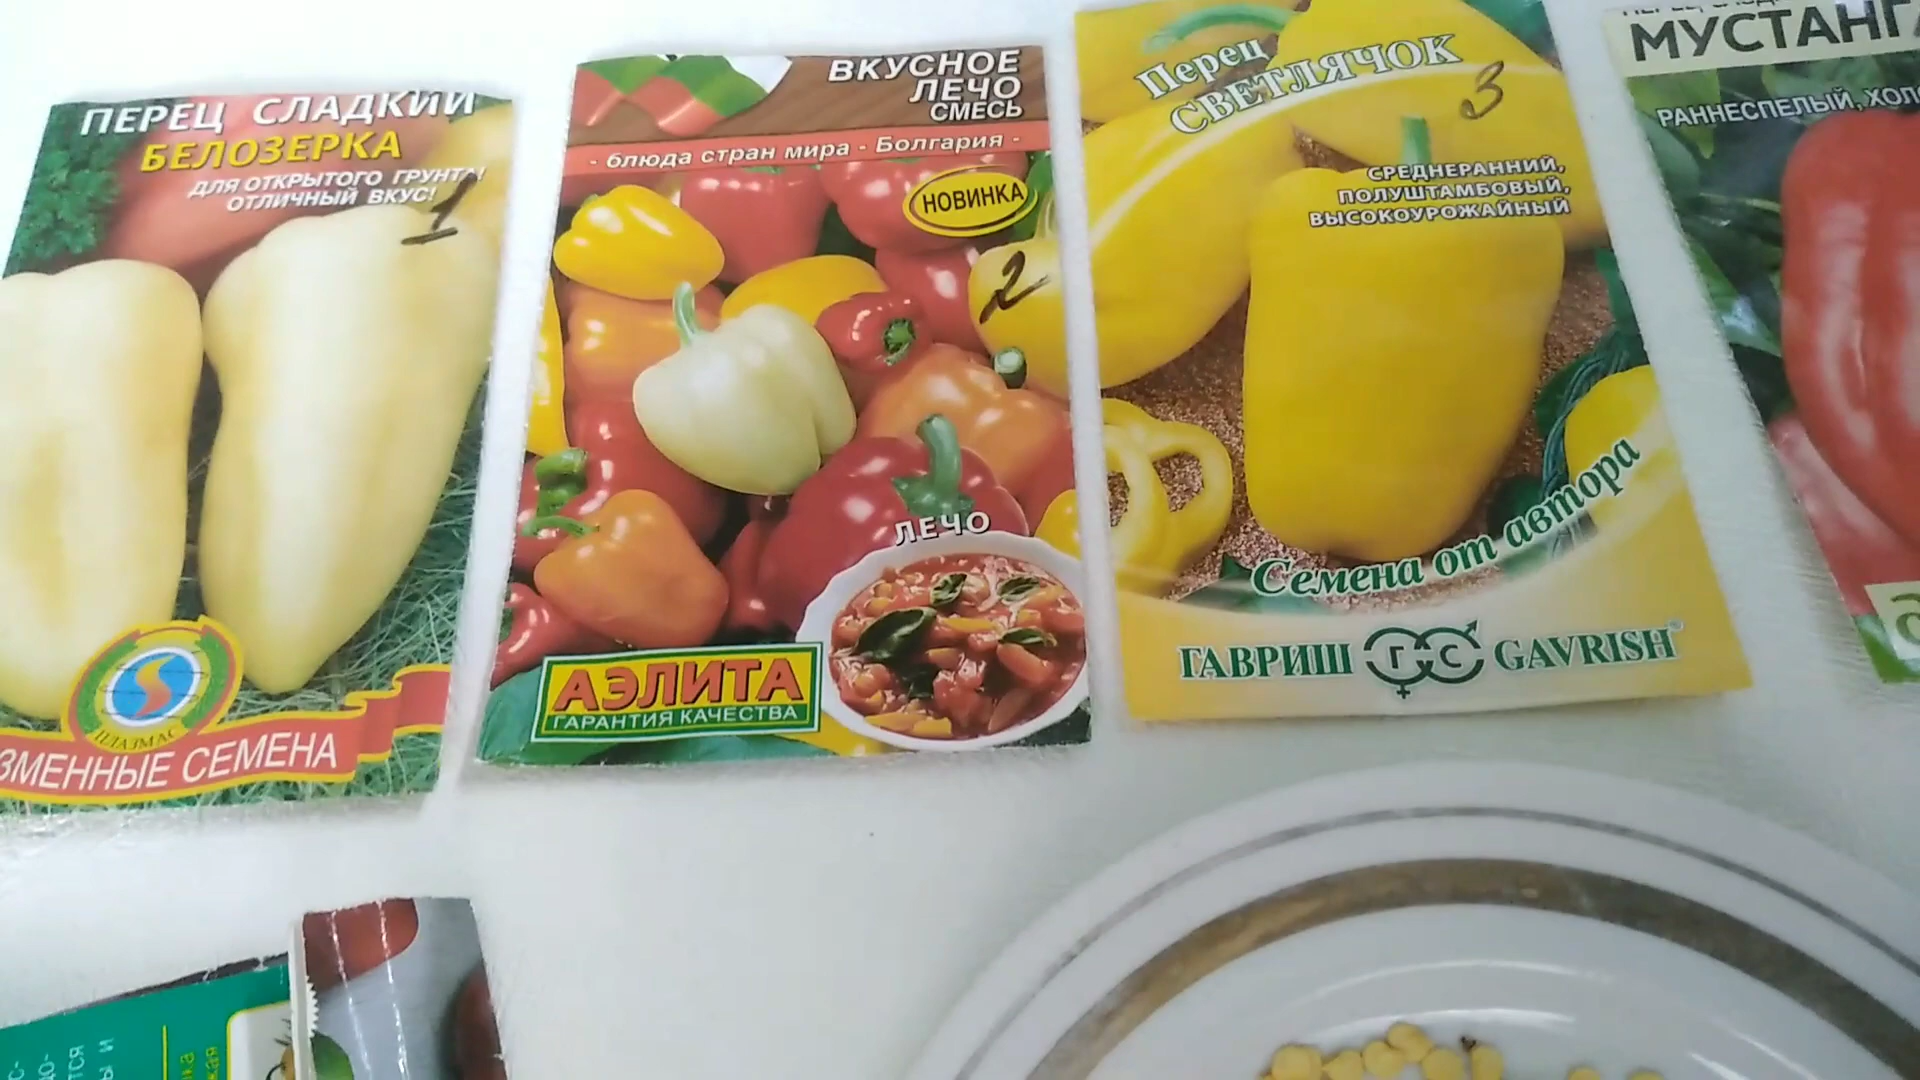 ПЕРЕЦ СЛАДКИЙ
БЕЛОЗЕРКА
ДЛЯ ОТКРЫТОГО ГРУНТА!
ОТЛИЧНЫЙ ВКУС!
1
ПЛАЗМАС
ЗМЕННЫЕ СЕМЕНА
ВКУСНОЕ
ЛЕЧО
СМЕСЬ
- блюда стран мира - Болгария -
НОВИНКА
2
ЛЕЧО
АЭЛИТА
ГАРАНТИЯ КАЧЕСТВА
Перец
СВЕТЛЯЧОК
3
СРЕДНЕРАННИЙ,
ПОЛУШТАМБОВЫЙ,
ВЫСОКОУРОЖАЙНЫЙ
Семена от автора
ГАВРИШ ГС GAVRISH®
МУСТАНГ
РАННЕСПЕЛЫЙ, ХОЛО